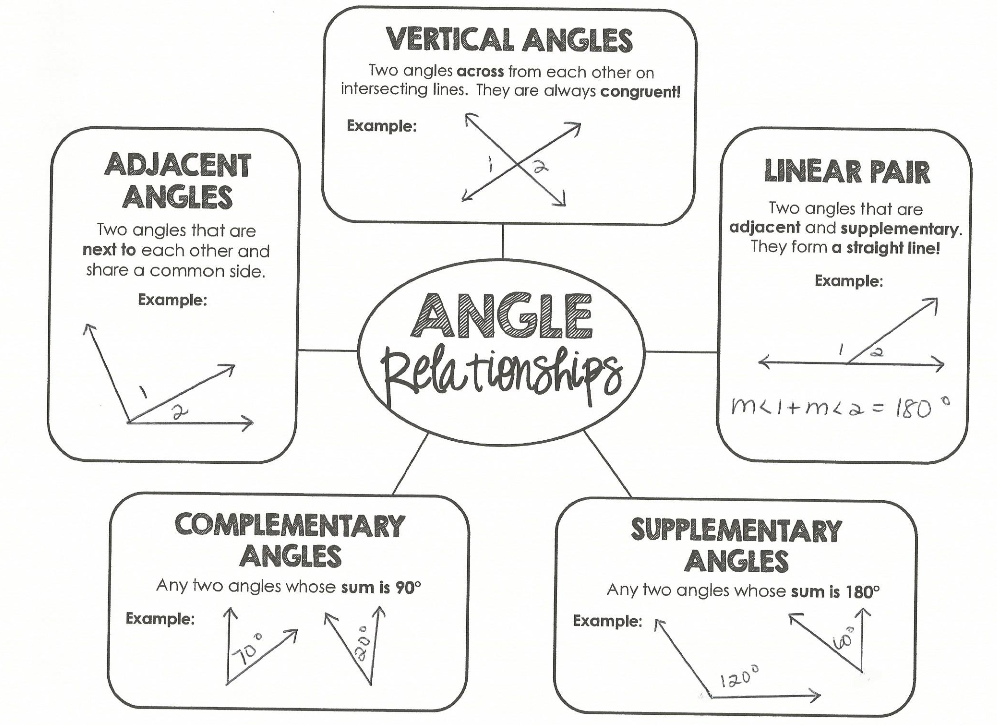 VERTICAL ANGLES
Two angles across from each other on
intersecting lines. They are always congruent!
Example:
1 2
ADJACENT
ANGLES
Two angles that are
next to each other and
share a common side.
Example:
1
2
LINEAR PAIR
Two angles that are
adjacent and supplementary.
They form a straight line!
Example:
1 2
m<1+m<2 = 180°
ANGLE
Relationships
COMPLEMENTARY
ANGLES
Any two angles whose sum is 90°
Example:
70° 20°
SUPPLEMENTARY
ANGLES
Any two angles whose sum is 180°
Example:
120° 60°